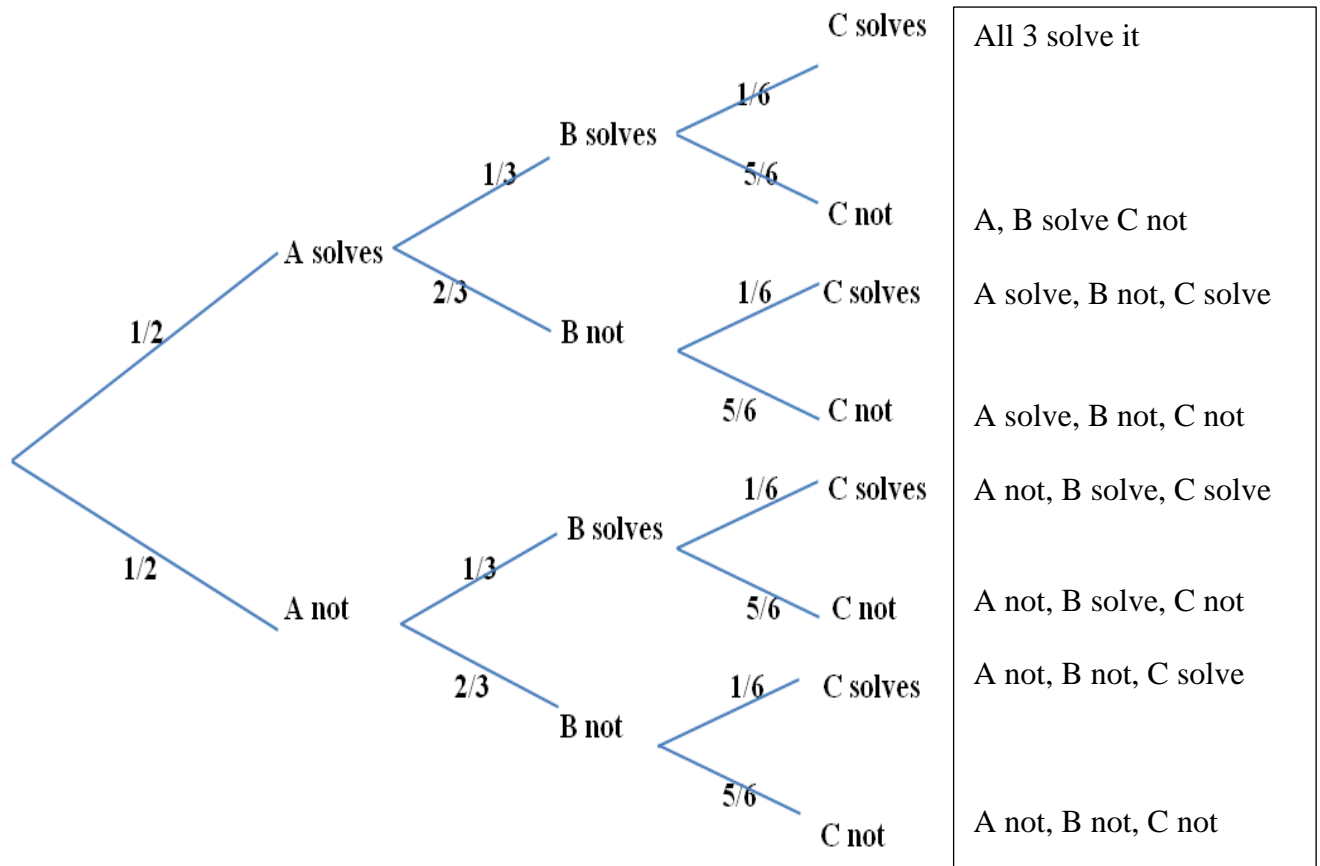 C solves
All 3 solve it
1/6
B solves
1/3
5/6
C not
A, B solve C not
A solves
2/3
1/6
C solves
A solve, B not, C solve
1/2
B not
5/6
C not
A solve, B not, C not
1/6
C solves
A not, B solve, C solve
B solves
1/2
1/3
A not
5/6
C not
A not, B solve, C not
2/3
1/6
C solves
A not, B not, C solve
B not
5/6
C not
A not, B not, C not